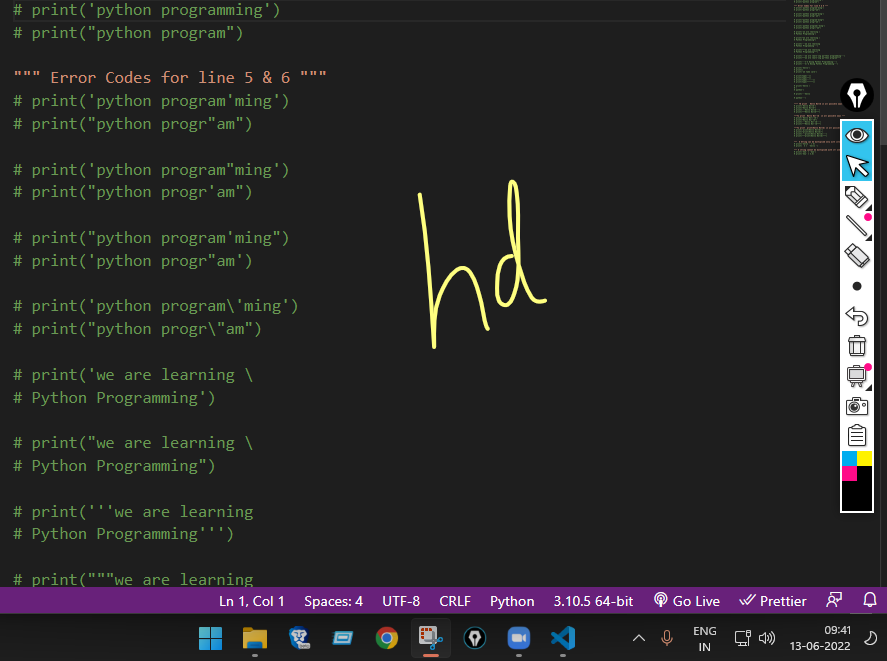 # print('python programming')
# print("python program")
""" Error Codes for line 5 & 6 """
# print('python program'ming')
# print("python progr"am")
# print('python program"ming')
# print("python progr'am")
# print("python program'ming")
# print('python progr"am')
# print('python program\'ming')
# print("python progr\"am")
# print('we are learning \
# Python Programming')
# print("we are learning \
# Python Programming")
# print('''we are learning
# Python Programming''')
# print("""we are learning
hd
Ln 1, Col 1 Spaces: 4 UTF-8 CRLF Python 3.10.5 64-bit Go Live Prettier
ENG
IN
09:41
13-06-2022